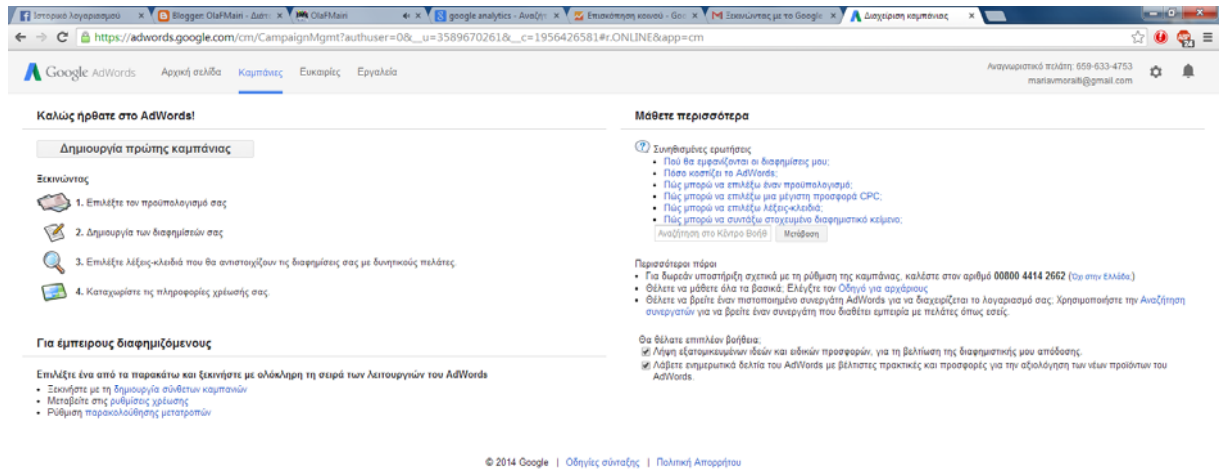 Ιστορικό λογαριασμού
Blogger: OlaFMairi - Διάτα
OlaFMairi
google analytics - Αναζήτ
Επισκόπηση κοινού - Goo
Ξεκινώντας με το Google
Διαχείριση καμπάνιας
https://adwords.google.com/cm/CampaignMgmt?authuser=0&__u=3589670261&__c=1956426581#r.ONLINE&app=cm
Google AdWords Αρχική σελίδα Καμπάνιες Ευκαιρίες Εργαλεία
Αναγνωριστικό πελάτη: 659-633-4753
mariavmoraiti@gmail.com
Καλώς ήρθατε στο AdWords!
Δημιουργία πρώτης καμπάνιας
Ξεκινώντας
1. Επιλέξτε τον προϋπολογισμό σας
2. Δημιουργία των διαφημίσεών σας
3. Επιλέξτε λέξεις-κλειδιά που θα αντιστοιχίζουν τις διαφημίσεις σας με δυνητικούς πελάτες.
4. Καταχωρίστε τις πληροφορίες χρέωσής σας.
Για έμπειρους διαφημιζόμενους
Επιλέξτε ένα από τα παρακάτω και ξεκινήστε με ολόκληρη τη σειρά των λειτουργιών του AdWords
• Ξεκινήστε με τη δημιουργία σύνθετων καμπανιών
• Μεταβείτε στις ρυθμίσεις χρέωσης
• Ρύθμιση παρακολούθησης μετατροπών
Μάθετε περισσότερα
Συνηθισμένες ερωτήσεις
• Πού θα εμφανίζονται οι διαφημίσεις μου;
• Πόσο κοστίζει το AdWords;
• Πώς μπορώ να επιλέξω έναν προϋπολογισμό;
• Πώς μπορώ να επιλέξω μια μέγιστη προσφορά CPC;
• Πώς μπορώ να επιλέξω λέξεις-κλειδιά;
• Πώς μπορώ να συντάξω στοχευμένο διαφημιστικό κείμενο;
Αναζήτηση στο Κέντρο Βοήθ Μετάβαση
Περισσότεροι πόροι
• Για δωρεάν υποστήριξη σχετικά με τη ρύθμιση της καμπάνιας, καλέστε στον αριθμό 00800 4414 2662 (Όχι στην Ελλάδα;)
• Θέλετε να μάθετε όλα τα βασικά; Ελέγξτε τον Οδηγό για αρχάριους
• Θέλετε να βρείτε έναν πιστοποιημένο συνεργάτη AdWords για να διαχειρίζεται το λογαριασμό σας; Χρησιμοποιήστε την Αναζήτηση
συνεργατών για να βρείτε έναν συνεργάτη που διαθέτει εμπειρία με πελάτες όπως εσείς.
Θα θέλατε επιπλέον βοήθεια;
Λήψη εξατομικευμένων ιδεών και ειδικών προσφορών, για τη βελτίωση της διαφημιστικής μου απόδοσης.
Λάβετε ενημερωτικά δελτία του AdWords με βέλτιστες πρακτικές και προσφορές για την αξιολόγηση των νέων προϊόντων του
AdWords.
© 2014 Google | Οδηγίες σύνταξης | Πολιτική Απορρήτου